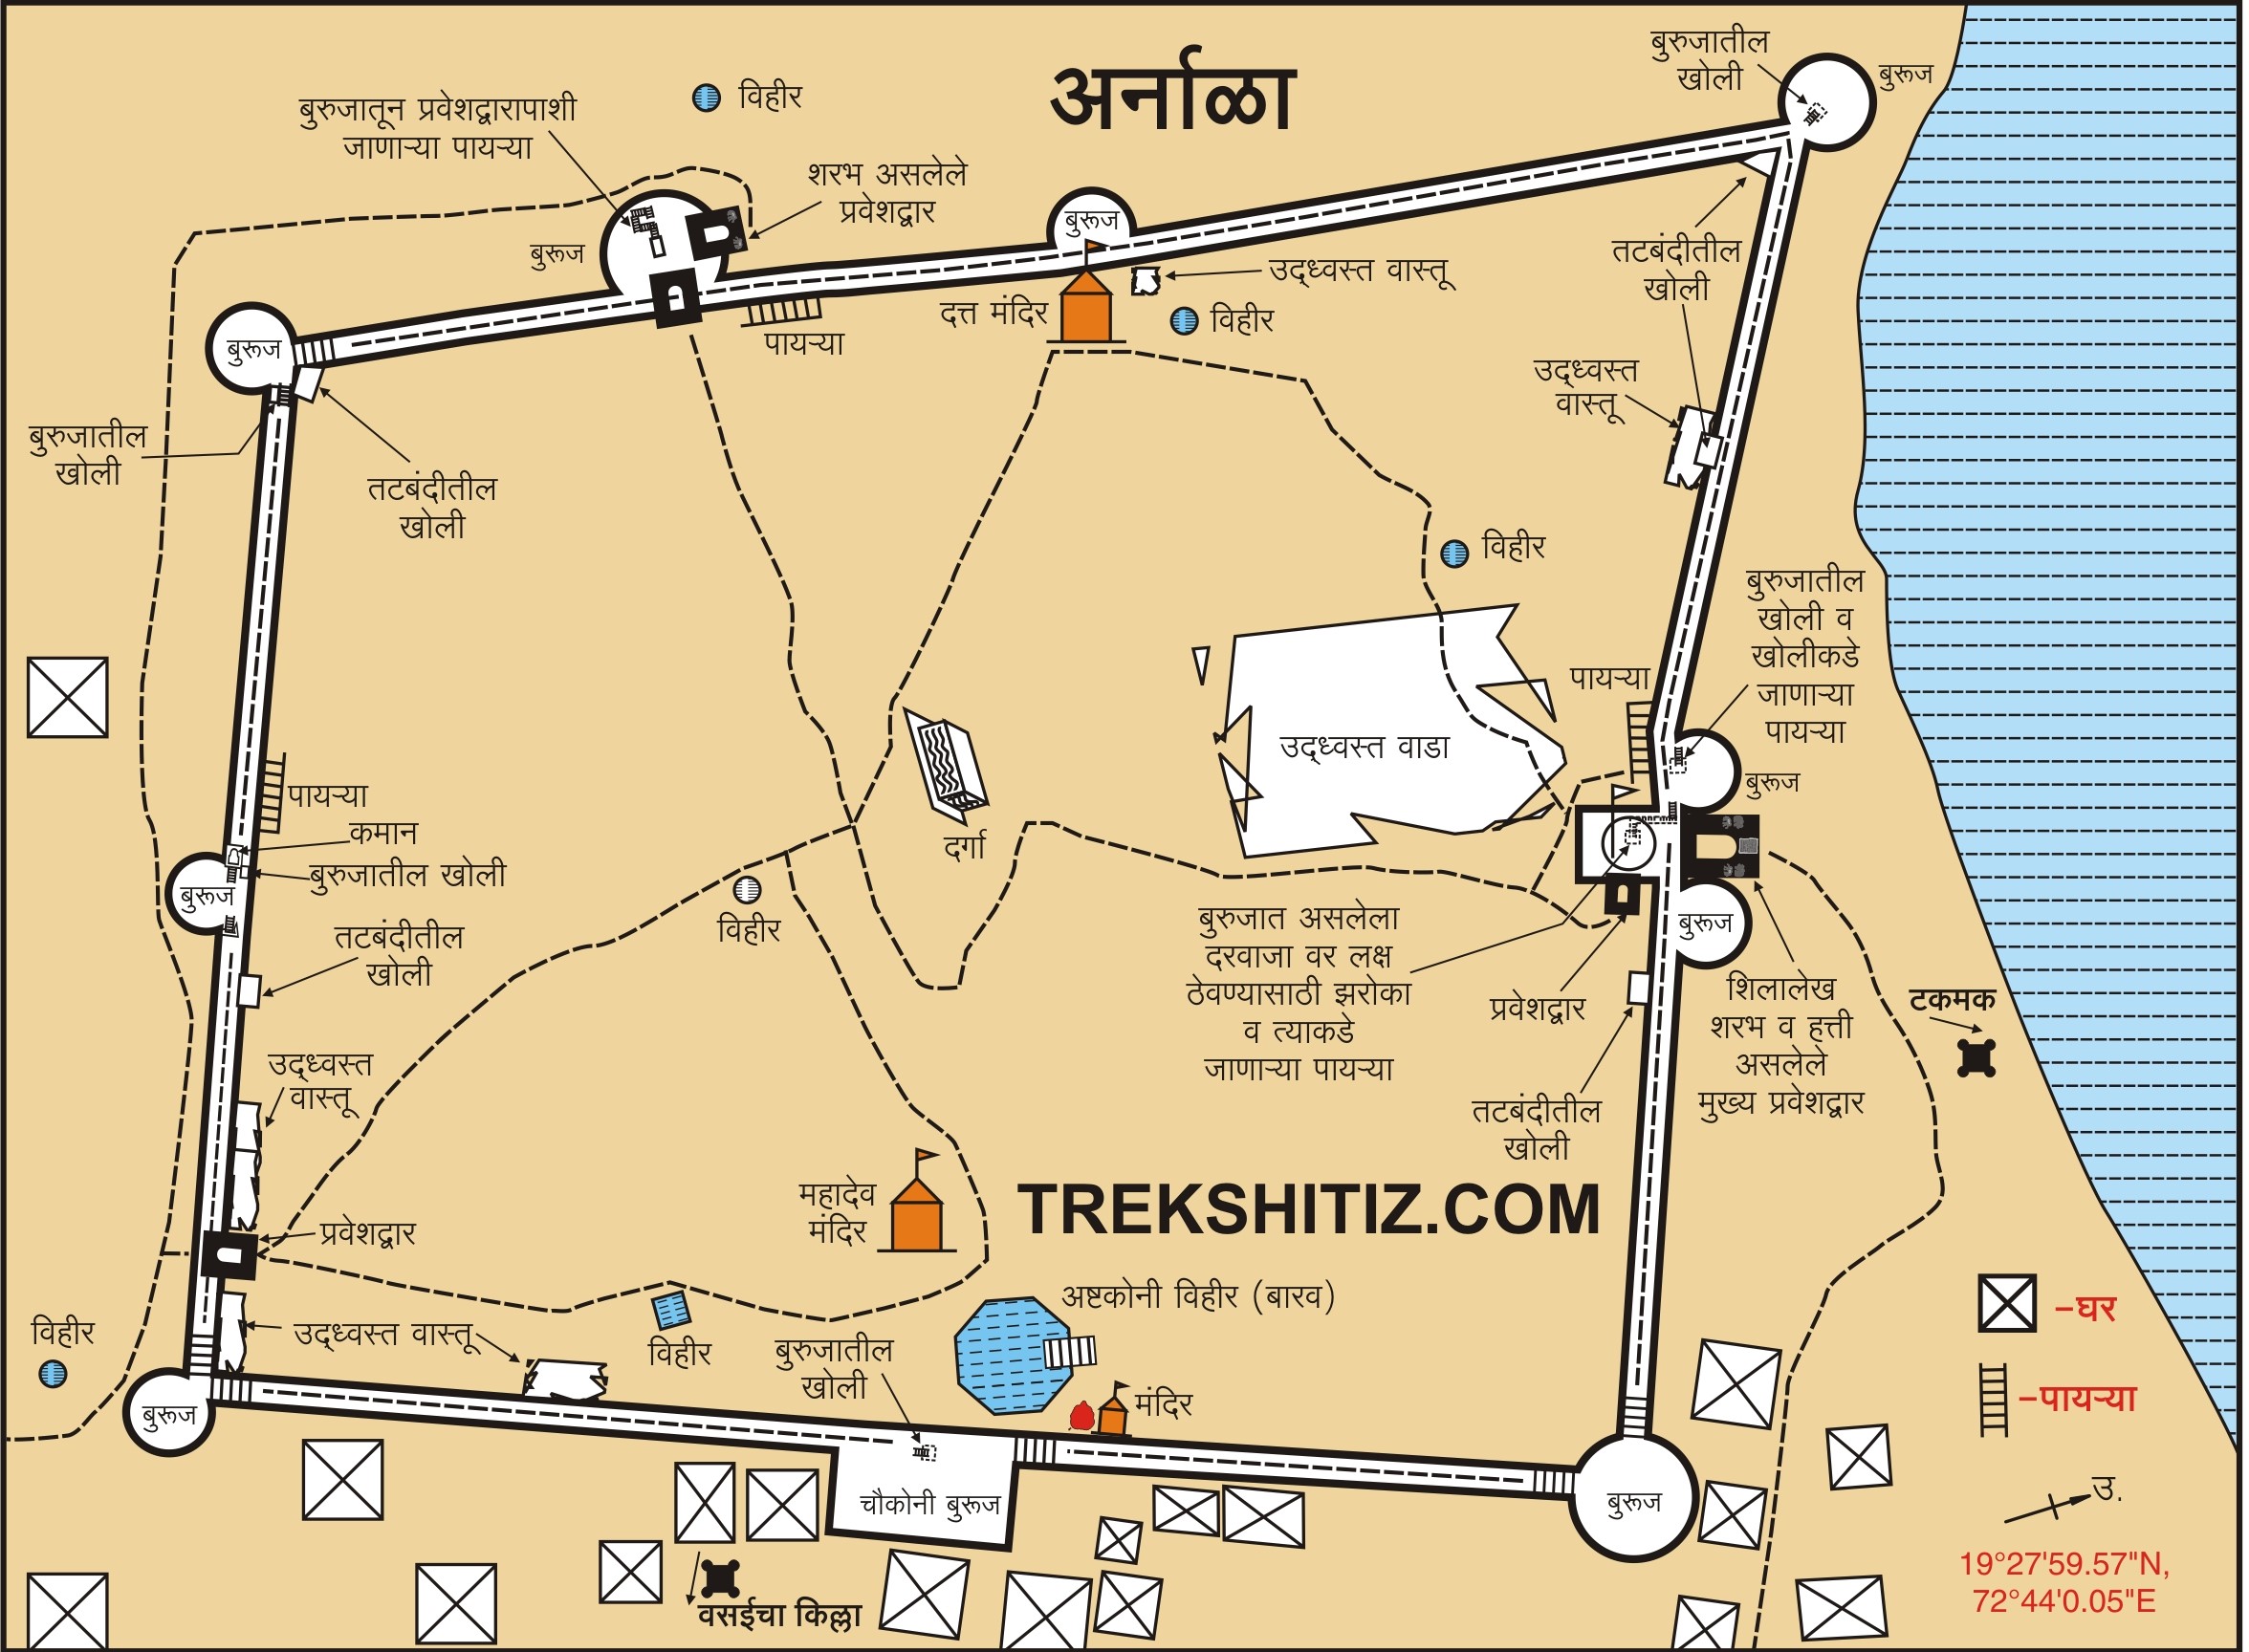 अर्नाळा
बुरुजातील
खोली
बुरूज
विहीर
बुरुजातून प्रवेशद्वारापाशी
जाणाऱ्या पायऱ्या
शरभ असलेले
प्रवेशद्वार
बुरूज
बुरूज
उद्ध्वस्त वास्तू
दत्त मंदिर
विहीर
पायऱ्या
तटबंदीतील
खोली
बुरूज
उद्ध्वस्त
वास्तू
बुरुजातील
खोली
तटबंदीतील
खोली
विहीर
बुरुजातील
खोली व
खोलीकडे
जाणाऱ्या
पायऱ्या
पायऱ्या
उद्ध्वस्त वाडा
बुरूज
पायऱ्या
कमान
बुरुजातील खोली
बुरूज
दर्गा
विहीर
तटबंदीतील
खोली
बुरुजात असलेला
दरवाजा वर लक्ष
ठेवण्यासाठी झरोका
व त्याकडे
जाणाऱ्या पायऱ्या
प्रवेशद्वार
बुरूज
शिलालेख
शरभ व हत्ती
असलेले
मुख्य प्रवेशद्वार
टकमक
उद्ध्वस्त
वास्तू
तटबंदीतील
खोली
महादेव
मंदिर
TREKSHITIZ.COM
प्रवेशद्वार
अष्टकोनी विहीर (बारव)
विहीर
उद्ध्वस्त वास्तू
विहीर
बुरुजातील
खोली
मंदिर
बुरूज
चौकोनी बुरूज
बुरूज
वसईचा किल्ला
-घर
-पायऱ्या
उ.
19°27'59.57"N,
72°44'0.05"E